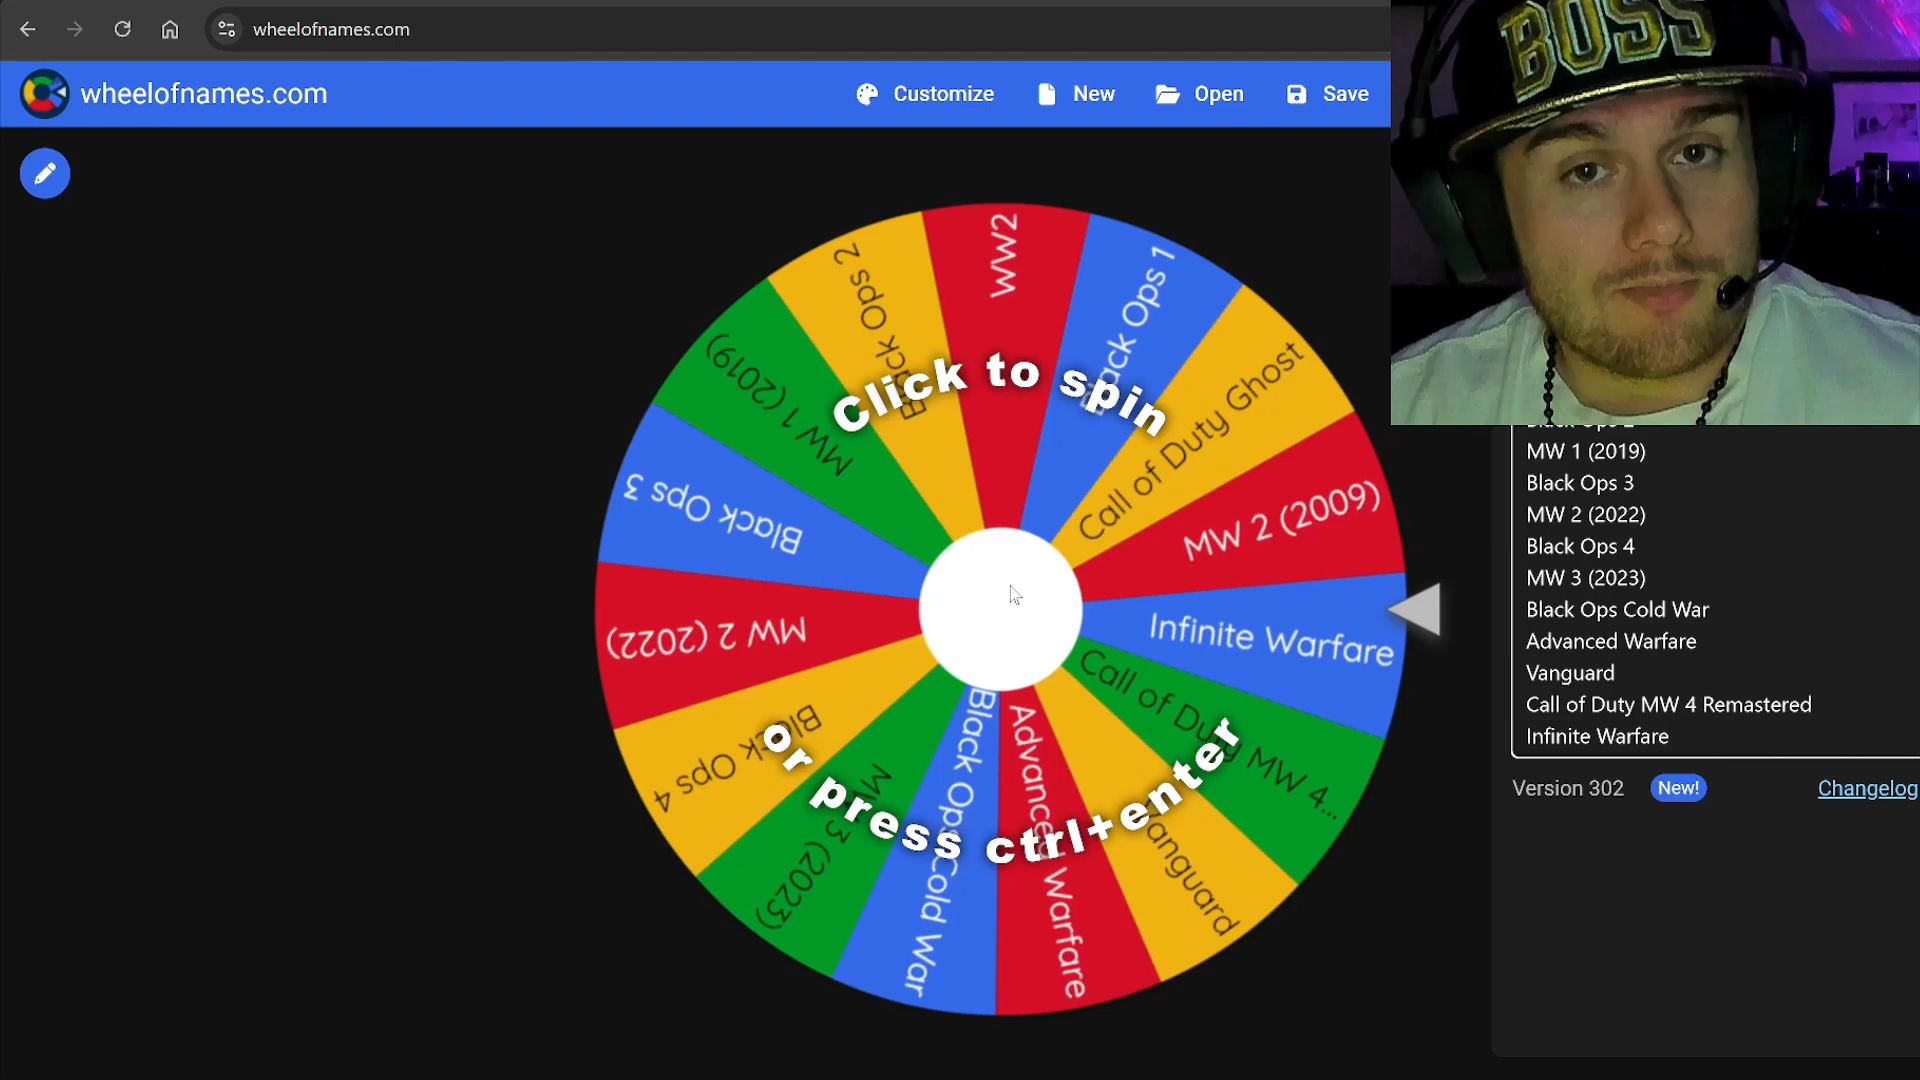 wheelofnames.com
BOSS
wheelofnames.com
Customize
New
Open
Save
WW2
Black Ops 1
Call of Duty Ghost
MW 2 (2009)
Infinite Warfare
Call of Duty MW 4...
Vanguard
Advanced Warfare
Black Ops Cold War
MW 3 (2023)
Black Ops 4
MW 2 (2022)
Black Ops 3
MW 1 (2019)
Black Ops 2
Click to spin
or press ctrl+enter
Black Ops 2
MW 1 (2019)
Black Ops 3
MW 2 (2022)
Black Ops 4
MW 3 (2023)
Black Ops Cold War
Advanced Warfare
Vanguard
Call of Duty MW 4 Remastered
Infinite Warfare
Version 302
New!
Changelog